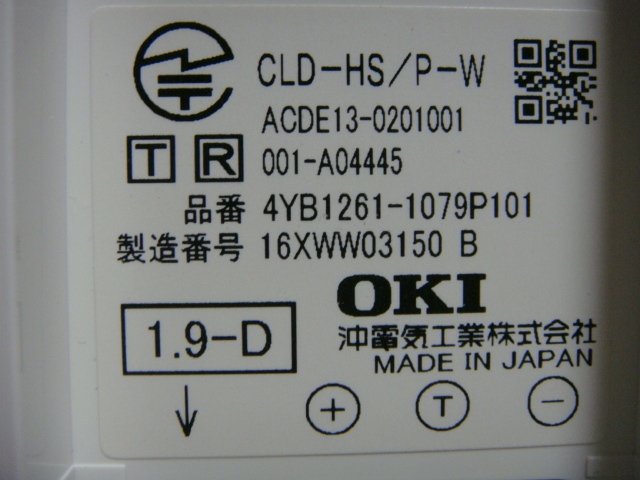 CLD-HS/P-W
ACDE13-0201001
T R 001-A04445
品番 4YB1261-1079P101
製造番号 16XWW03150 B
OKI
1.9-D
沖電気工業株式会社
MADE IN JAPAN
↓ + T -